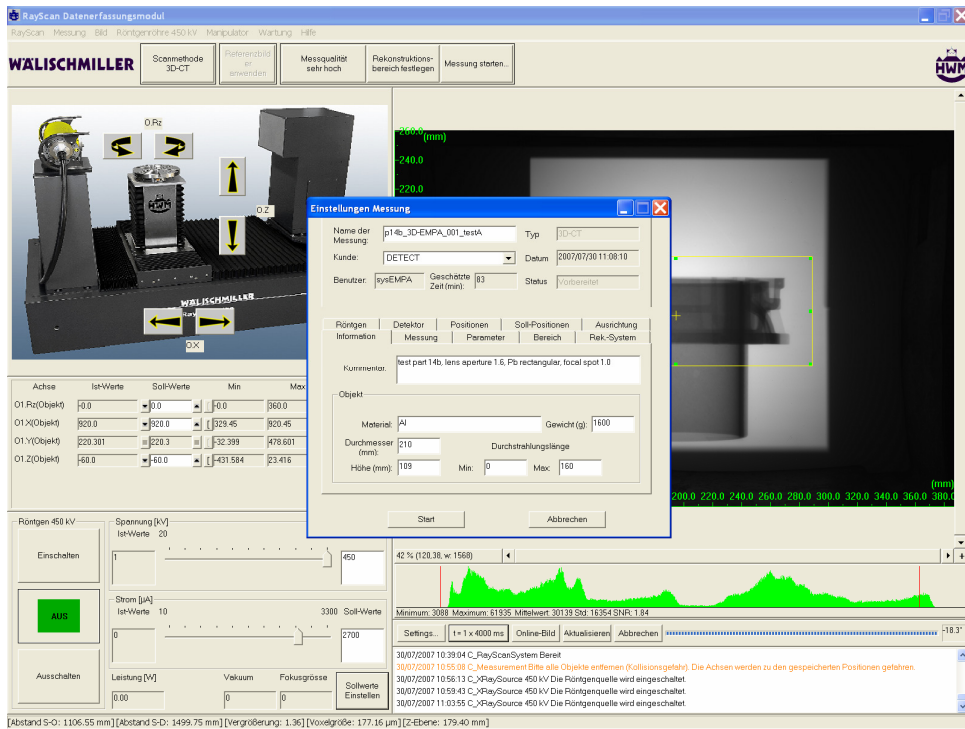 RayScan Datenerfassungsmodul
RayScan Messung Bild Röntgenröhre 450 kV Manipulator Wartung Hilfe
WÄLISCHMILLER
Scanmethode
3D-CT
Referenzbild
er
anwenden
Messqualität
sehr hoch
Rekonstruktions-
bereich festlegen
Messung starten...
HWM
O.Rz
O.Z
HWM
WÄLISCHMILLER
O.X
-260.0
(mm)
-240.0
-220.0
Einstellungen Messung
Name der
Messung:
p14b_3D-EMPA_001_testA
Typ
3D-CT
Kunde:
DETECT
Datum
2007/07/30 11:08:10
Benutzer:
sysEMPA
Geschätzte
Zeit (min):
83
Status
Vorbereitet
Röntgen Detektor Positionen Soll-Positionen Ausrichtung
Information Messung Parameter Bereich Rek.-System
Kommentar:
test part 14b, lens aperture 1.6, Pb rectangular, focal spot 1.0
Objekt
Material:
Al
Gewicht (g):
1600
Durchmesser
(mm):
210
Durchstrahlungslänge
Höhe (mm):
109
Min:
0
Max:
160
Start
Abbrechen
(mm)
200.0 220.0 240.0 260.0 280.0 300.0 320.0 340.0 360.0 380.0
Achse Ist-Werte Soll-Werte Min Max
O1.Rz(Objekt) -0.0 0.0 [ -0.0 360.0
O1.X(Objekt) 920.0 920.0 [ 329.45 920.45
O1.Y(Objekt) 220.301 220.3 [ -32.399 478.601
O1.Z(Objekt) -60.0 -60.0 [ -431.584 23.416
Röntgen 450 kV
Einschalten
AUS
Ausschalten
Spannung [kV]
Ist-Werte 20
1
450
Strom [µA]
Ist-Werte 10 3300 Soll-Werte
0
2700
Leistung [W] Vakuum Fokusgrösse
0.00
0
0
Sollwerte
Einstellen
42 % (120,38, w: 1568)
+
Minimum: 3088 Maximum: 61935 Mittelwert: 30139 Std: 16354 SNR: 1.84
Settings...
t = 1 x 4000 ms
Online-Bild
Aktualisieren
Abbrechen
-18.3°
30/07/2007 10:39:04 C_RayScanSystem Bereit
30/07/2007 10:55:08 C_Measurement Bitte alle Objekte entfernen (Kollisionsgefahr). Die Achsen werden zu den gespeicherten Positionen gefahren.
30/07/2007 10:56:13 C_XRaySource 450 kV Die Röntgenquelle wird eingeschaltet.
30/07/2007 10:59:43 C_XRaySource 450 kV Die Röntgenquelle wird eingeschaltet.
30/07/2007 11:03:55 C_XRaySource 450 kV Die Röntgenquelle wird eingeschaltet.
[Abstand S-O: 1106.55 mm] [Abstand S-D: 1499.75 mm] [Vergrößerung: 1.36] [Voxelgröße: 177.16 µm] [Z-Ebene: 179.40 mm]